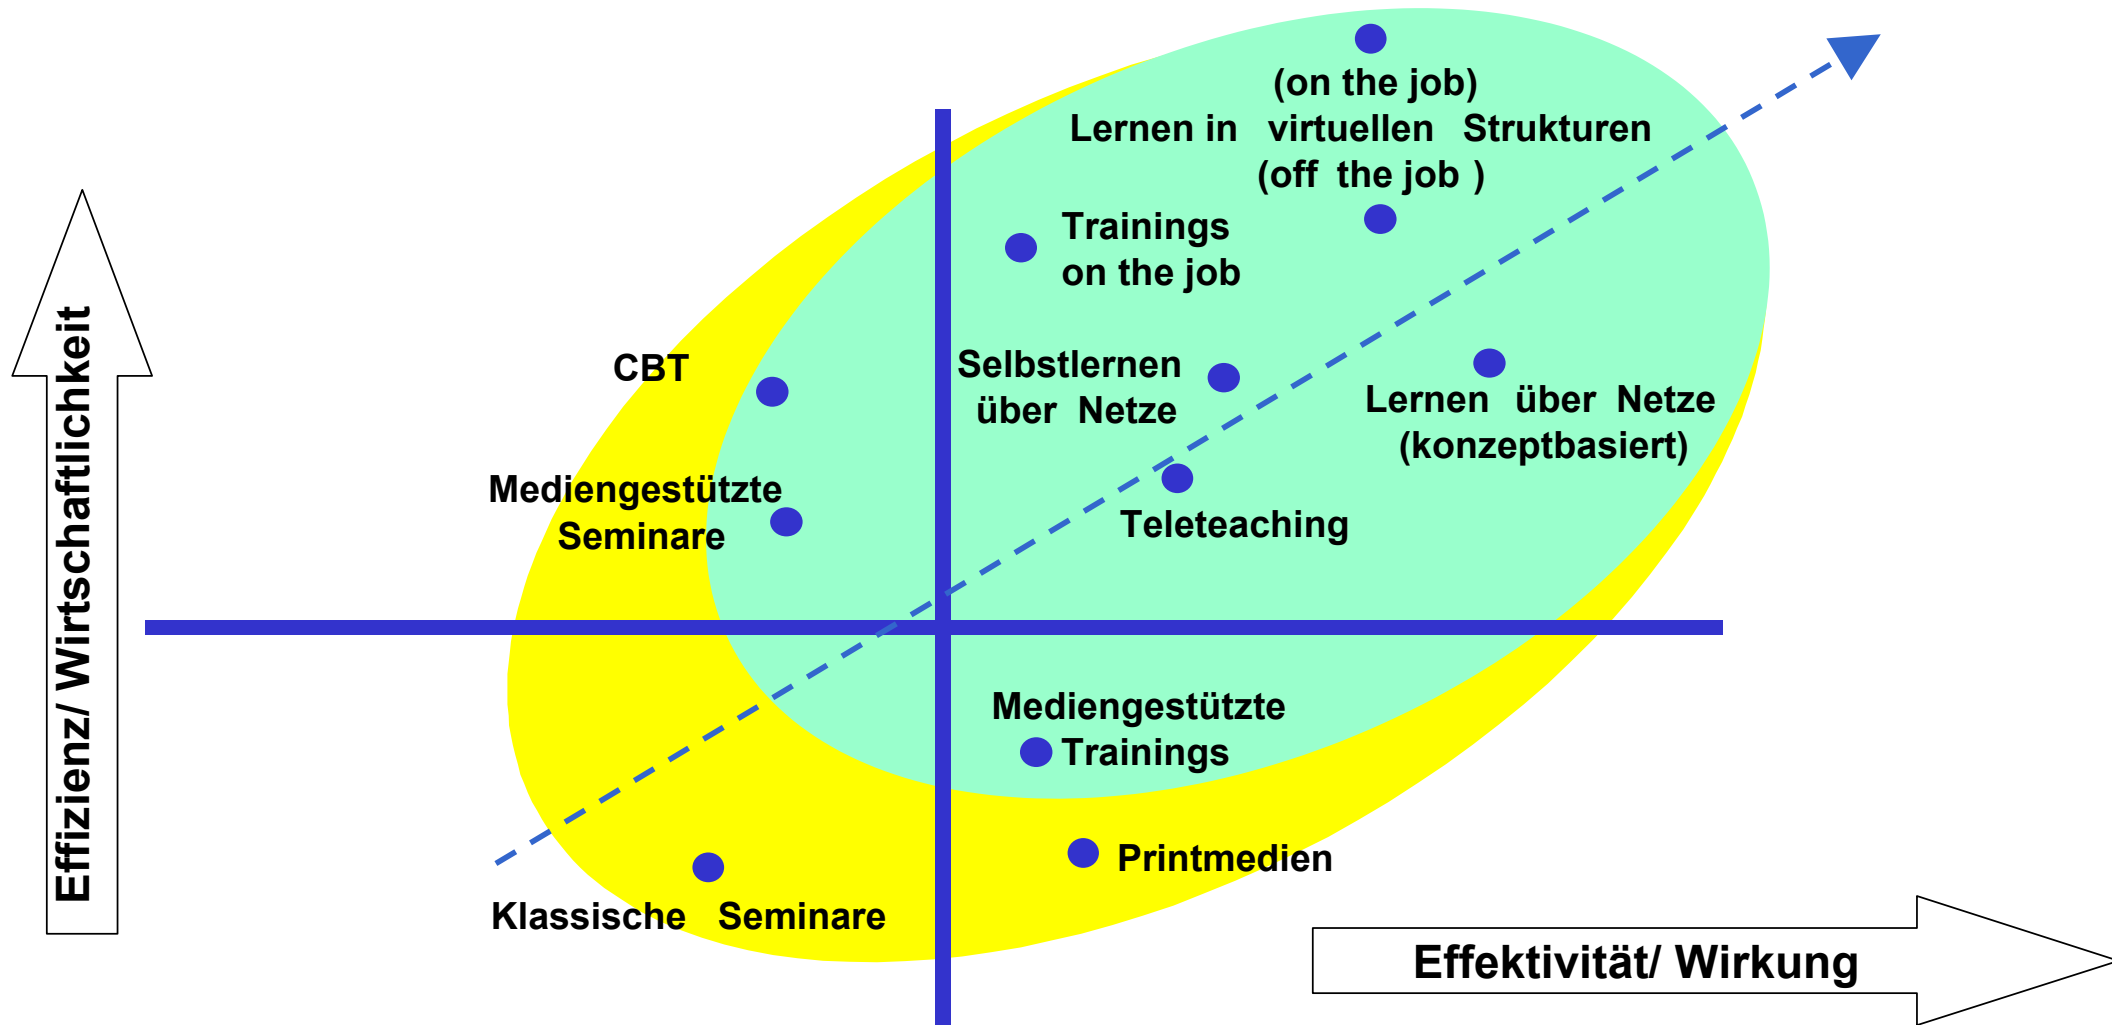 (on the job)
Lernen in virtuellen Strukturen
(off the job )
Trainings
on the job
CBT
Selbstlernen
über Netze
Lernen über Netze
(konzeptbasiert)
Mediengestützte
Seminare
Teleteaching
Mediengestützte
Trainings
Printmedien
Klassische Seminare
Effizienz/ Wirtschaftlichkeit
Effektivität/ Wirkung